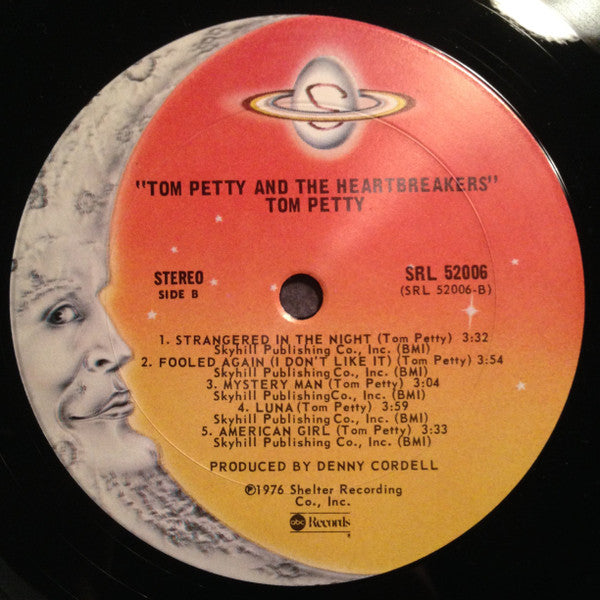 S
"TOM PETTY AND THE HEARTBREAKERS"
TOM PETTY
STEREO
SIDE B
SRL 52006
(SRL 52006-B)
1. STRANGERED IN THE NIGHT (Tom Petty) 3:32
Skyhill Publishing Co., Inc. (BMI)
2. FOOLED AGAIN (I DON'T LIKE IT) (Tom Petty) 3:54
Skyhill Publishing Co., Inc. (BMI)
3. MYSTERY MAN (Tom Petty) 3:04
Skyhill PublishingCo., Inc. (BMI)
4. LUNA (Tom Petty) 3:59
Skyhill Publishing Co., Inc. (BMI)
5. AMERICAN GIRL (Tom Petty) 3:33
Skyhill Publishing Co., Inc. (BMI)
PRODUCED BY DENNY CORDELL
℗1976 Shelter Recording
Co., Inc.
abc Records